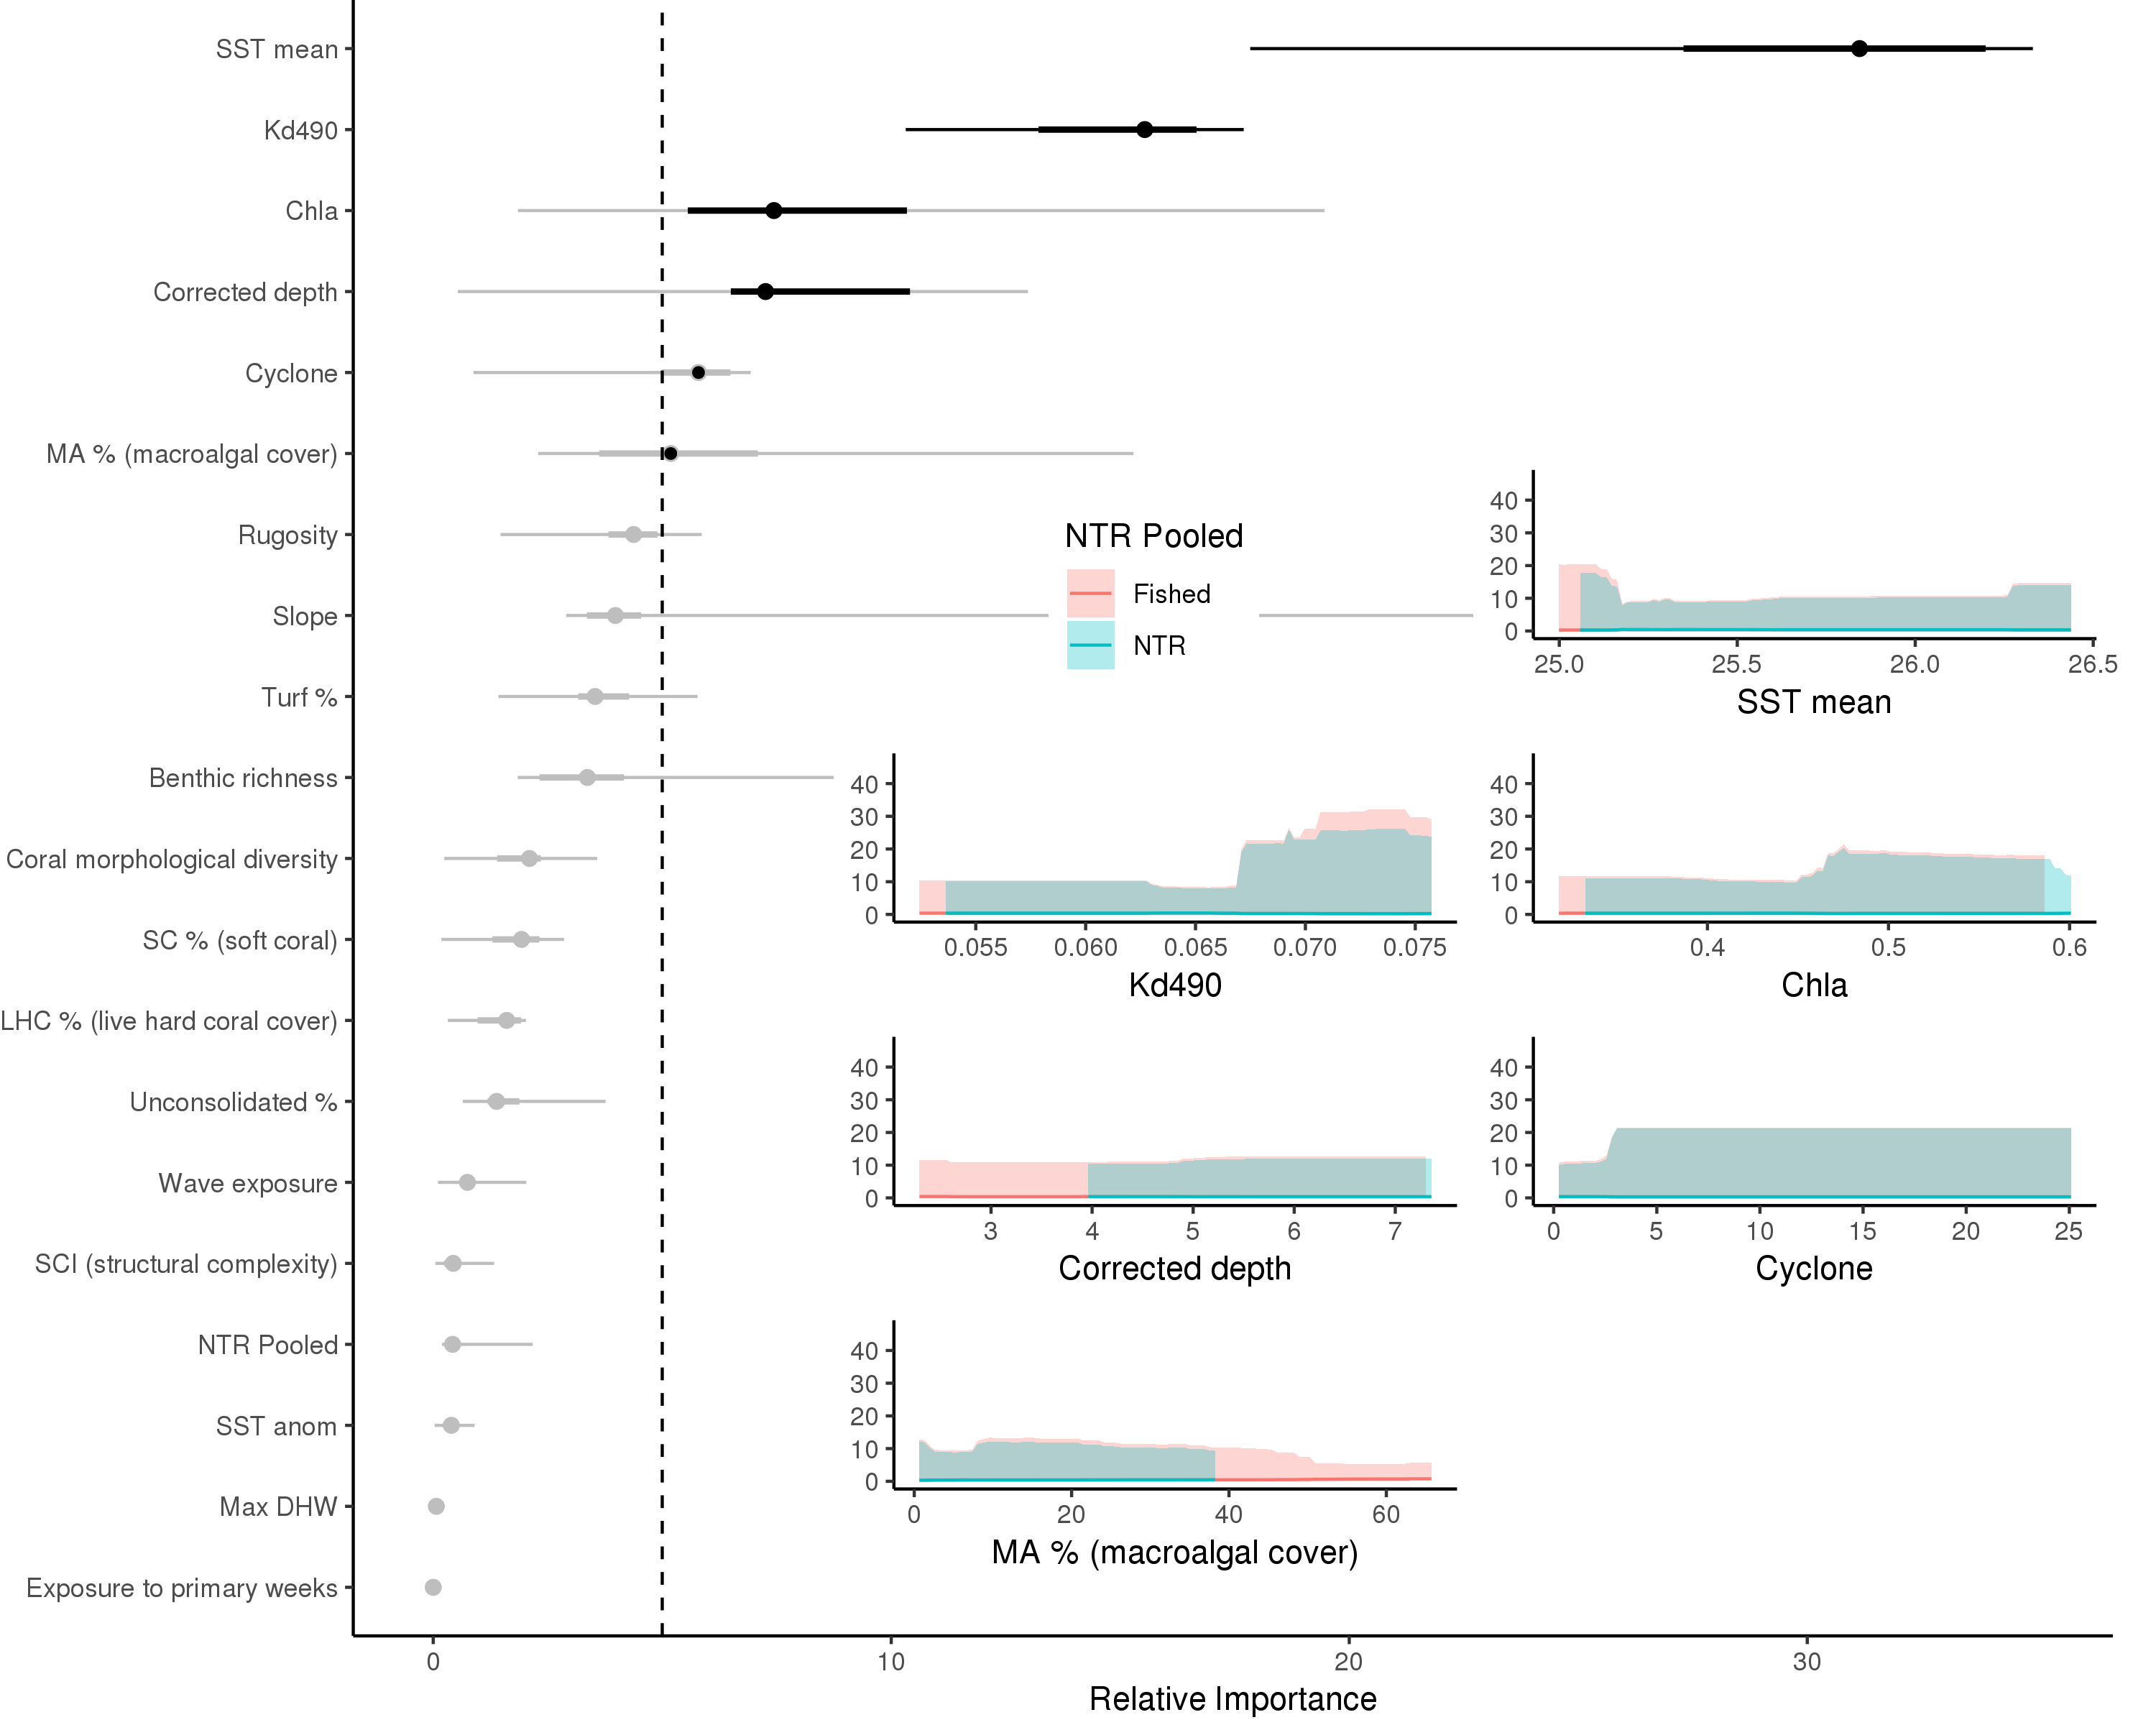 SST mean
Kd490
Chla
Corrected depth
Cyclone
MA % (macroalgal cover)
Rugosity
Slope
Turf %
Benthic richness
Coral morphological diversity
SC % (soft coral)
LHC % (live hard coral cover)
Unconsolidated %
Wave exposure
SCI (structural complexity)
NTR Pooled
SST anom
Max DHW
Exposure to primary weeks
0 10 20 30
Relative Importance
NTR Pooled
Fished
NTR
40
30
20
10
0
25.0 25.5 26.0 26.5
SST mean
40
30
20
10
0
0.055 0.060 0.065 0.070 0.075
Kd490
40
30
20
10
0
0.4 0.5 0.6
Chla
40
30
20
10
0
3 4 5 6 7
Corrected depth
40
30
20
10
0
0 5 10 15 20 25
Cyclone
40
30
20
10
0
0 20 40 60
MA % (macroalgal cover)